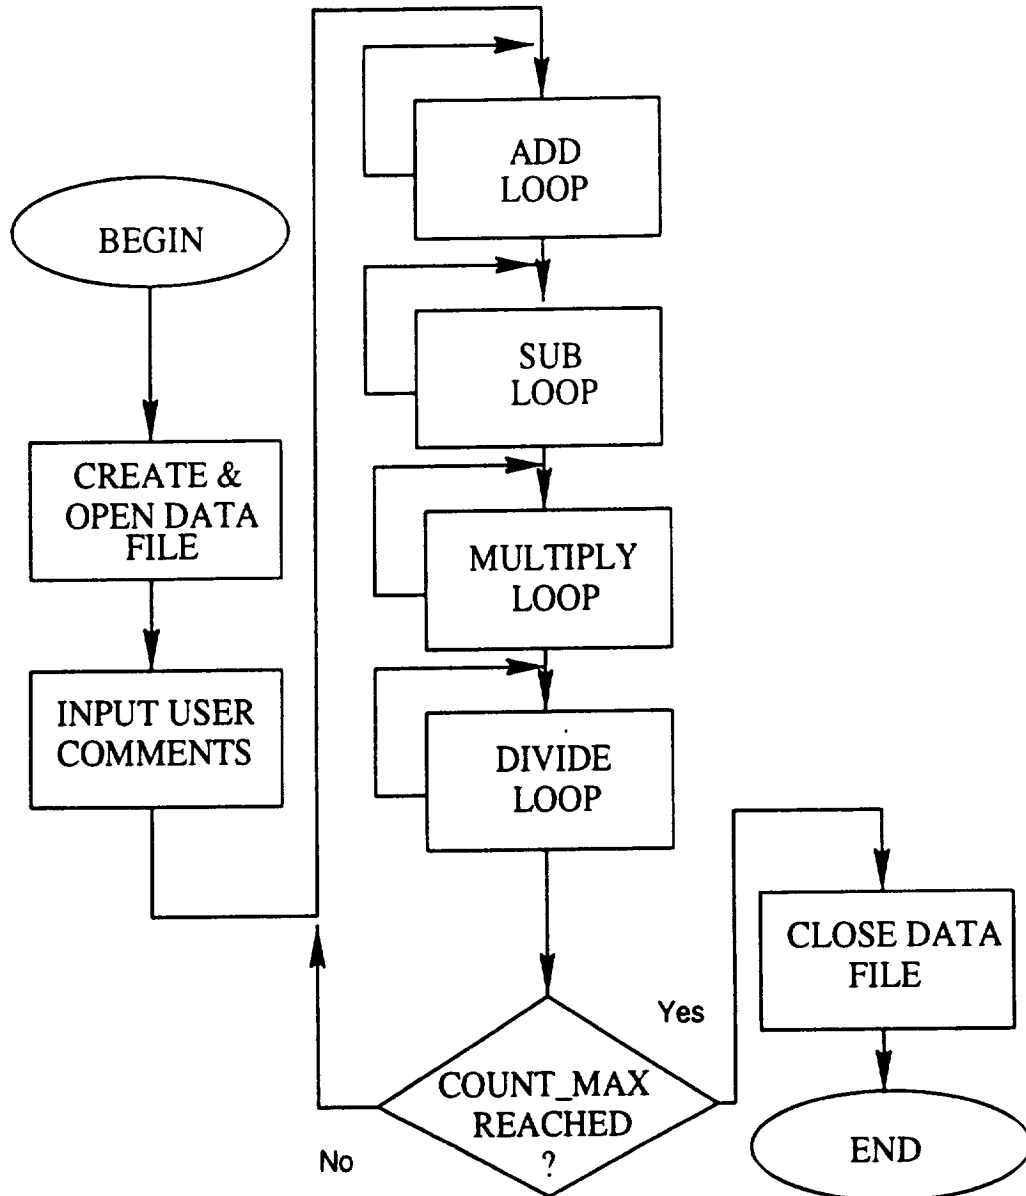 BEGIN
CREATE &
OPEN DATA
FILE
INPUT USER
COMMENTS
ADD
LOOP
SUB
LOOP
MULTIPLY
LOOP
DIVIDE
LOOP
COUNT_MAX
REACHED
?
No
Yes
CLOSE DATA
FILE
END